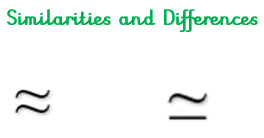 Similarities and Differences
≈ ≅